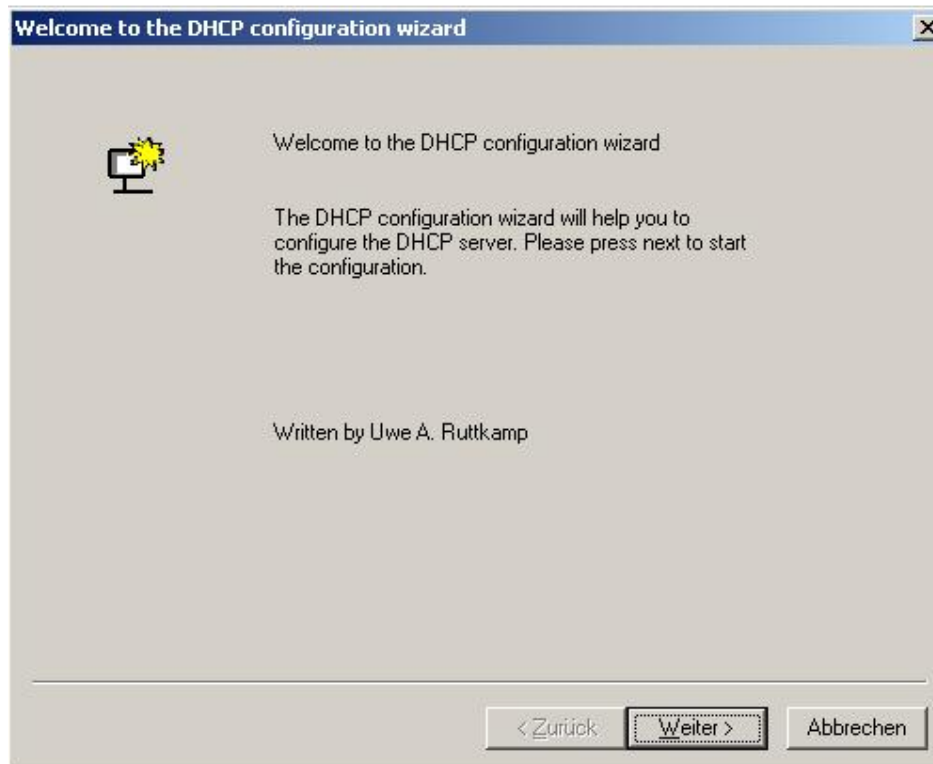 Welcome to the DHCP configuration wizard
Welcome to the DHCP configuration wizard
The DHCP configuration wizard will help you to
configure the DHCP server. Please press next to start
the configuration.
Written by Uwe A. Ruttkamp
< Zurück
Weiter >
Abbrechen